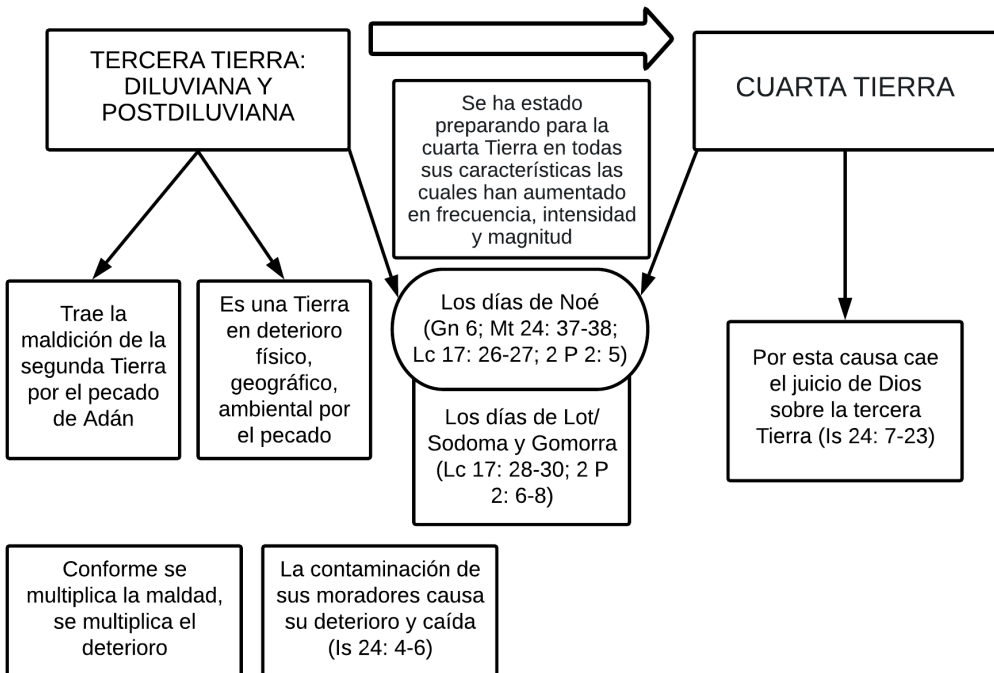 TERCERA TIERRA:
DILUVIANA Y
POSTDILUVIANA
Se ha estado
preparando para la
cuarta Tierra en todas
sus características las
cuales han aumentado
en frecuencia, intensidad
y magnitud
CUARTA TIERRA
Trae la
maldición de la
segunda Tierra
por el pecado
de Adán
Es una Tierra
en deterioro
físico,
geográfico,
ambiental por
el pecado
Los días de Noé
(Gn 6; Mt 24: 37-38;
Lc 17: 26-27; 2 P 2: 5)
Los días de Lot/
Sodoma y Gomorra
(Lc 17: 28-30; 2 P
2: 6-8)
Por esta causa cae
el juicio de Dios
sobre la tercera
Tierra (Is 24: 7-23)
Conforme se
multiplica la maldad,
se multiplica el
deterioro
La contaminación de
sus moradores causa
su deterioro y caída
(Is 24: 4-6)